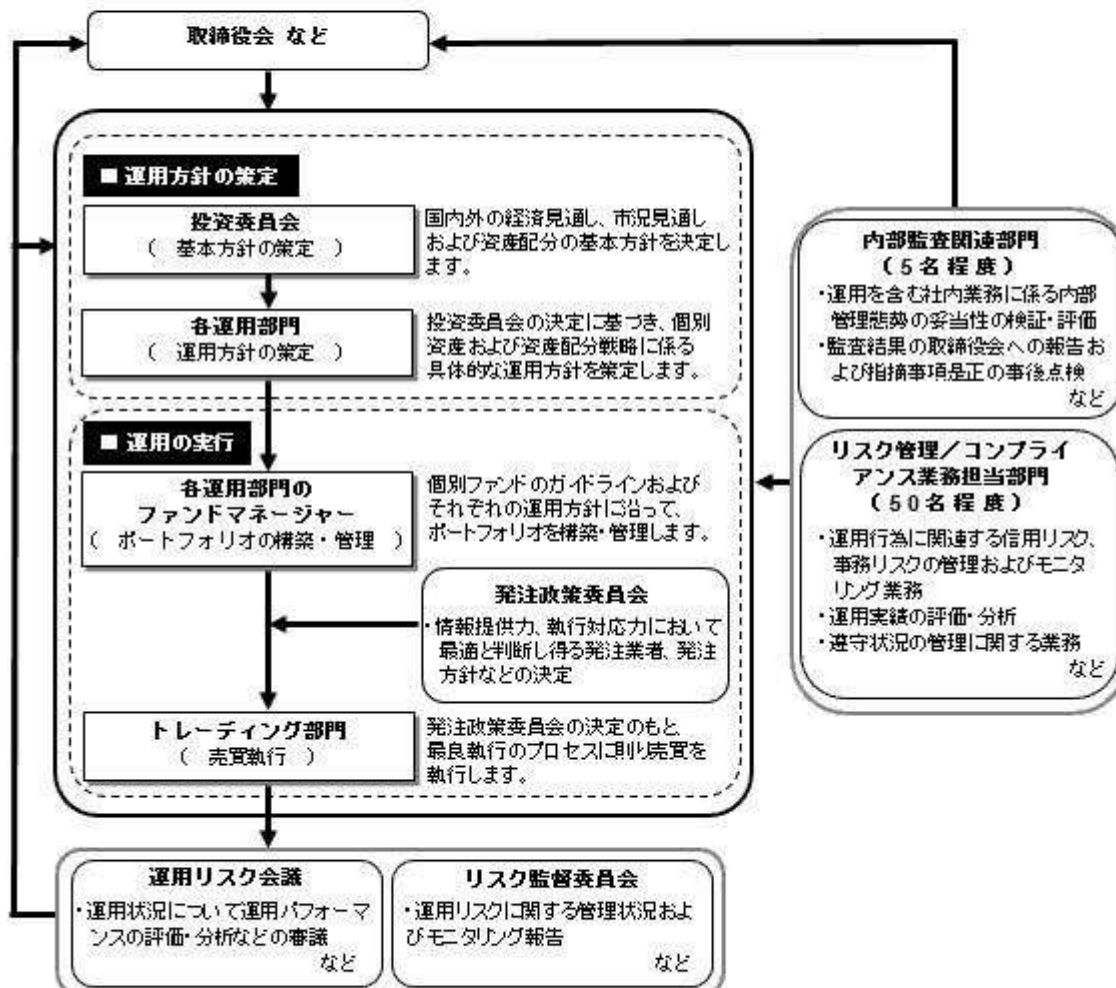 取締役会 など
■ 運用方針の策定
投資委員会
（ 基本方針の策定 ）
国内外の経済見通し、市況見通し
および資産配分の基本方針を決定し
ます。
各運用部門
（ 運用方針の策定 ）
投資委員会の決定に基づき、個別
資産および資産配分戦略に係る
具体的な運用方針を策定します。
■ 運用の実行
各運用部門の
ファンドマネージャー
（ ポートフォリオの構築・管理 ）
個別ファンドのガイドラインおよび
それぞれの運用方針に沿って、
ポートフォリオを構築・管理します。
発注政策委員会
・情報提供力、執行対応力において
最適と判断し得る発注業者、発注
方針などの決定
トレーディング部門
（ 売買執行 ）
発注政策委員会の決定のもと
最良執行のプロセスに則り売買を
執行します。
運用リスク会議
・運用状況について運用パフォーマ
ンスの評価・分析などの審議
など
リスク監督委員会
・運用リスクに関する管理状況およ
びモニタリング報告
など
内部監査関連部門
（５名程度）
・運用を含む社内業務に係る内部
管理態勢の妥当性の検証・評価
・監査結果の取締役会への報告お
よび指摘事項是正の事後点検
など
リスク管理／コンプライ
アンス業務担当部門
（５０名程度）
・運用行為に関連する信用リスク、
事務リスクの管理およびモニタ
リング業務
・運用実績の評価・分析
・遵守状況の管理に関する業務
など